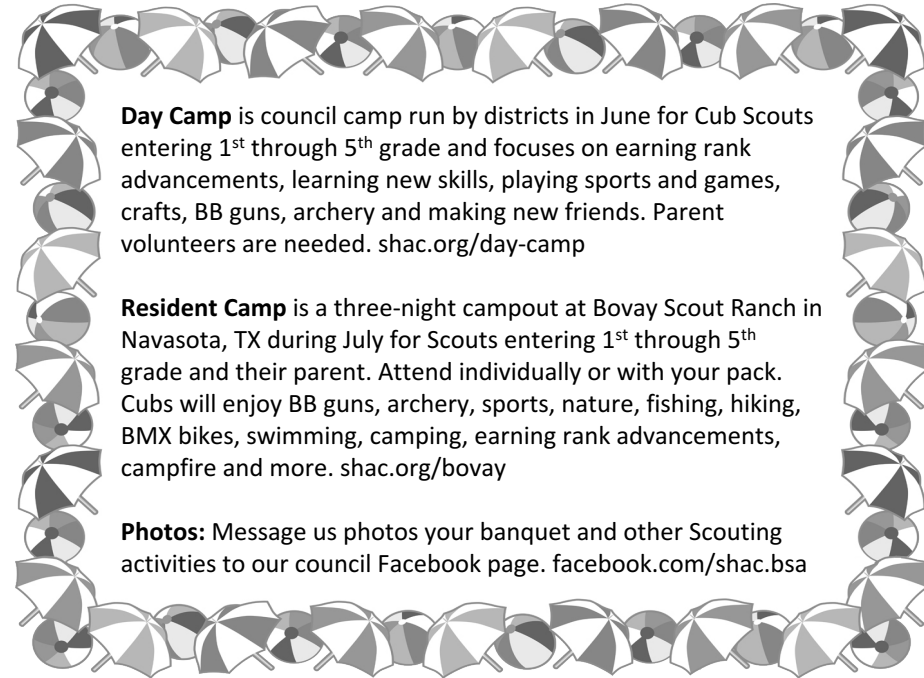 Day Camp is council camp run by districts in June for Cub Scouts
entering 1st through 5th grade and focuses on earning rank
advancements, learning new skills, playing sports and games,
crafts, BB guns, archery and making new friends. Parent
volunteers are needed. shac.org/day-camp
Resident Camp is a three-night campout at Bovay Scout Ranch in
Navasota, TX during July for Scouts entering 1st through 5th
grade and their parent. Attend individually or with your pack.
Cubs will enjoy BB guns, archery, sports, nature, fishing, hiking,
BMX bikes, swimming, camping, earning rank advancements,
campfire and more. shac.org/bovay
Photos: Message us photos your banquet and other Scouting
activities to our council Facebook page. facebook.com/shac.bsa